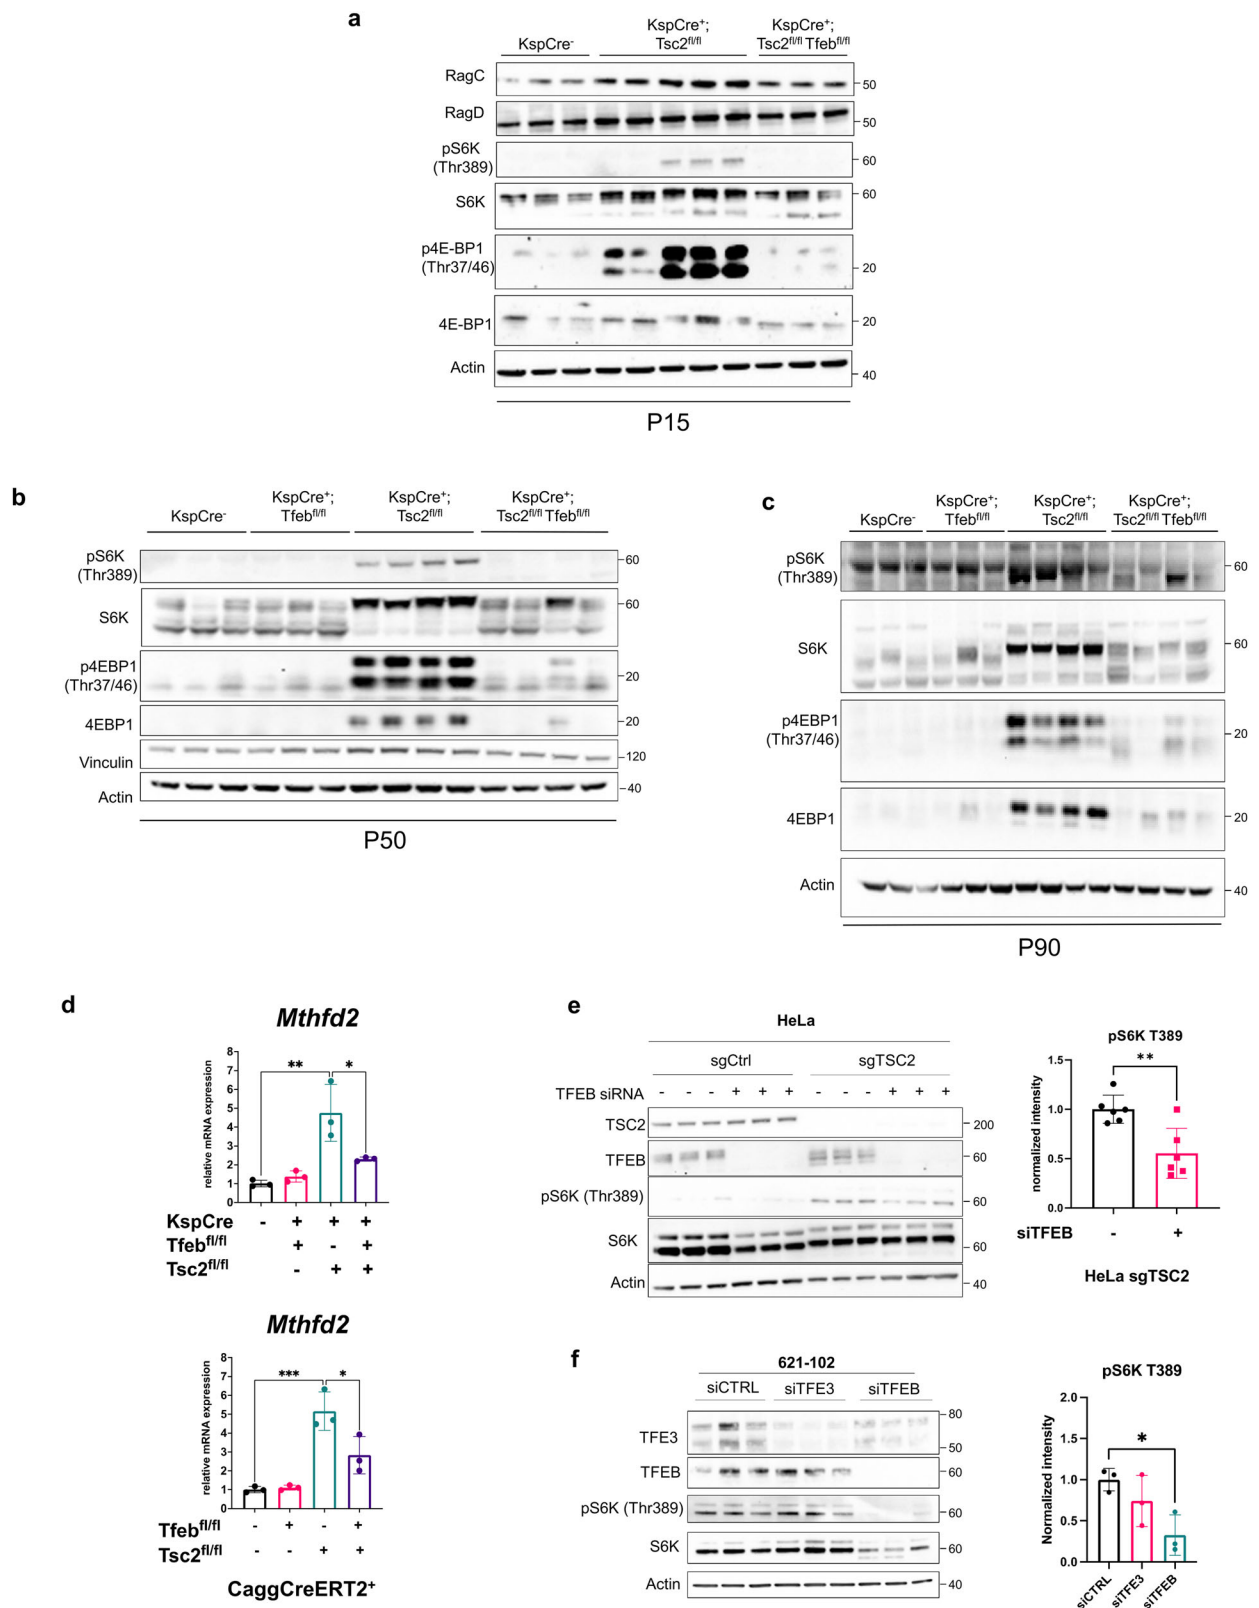 a
KspCre⁻
KspCre⁺;
Tsc2fl/fl
KspCre⁺;
Tsc2fl/fl Tfebfl/fl
RagC
50
RagD
50
pS6K
(Thr389)
60
S6K
60
p4E-BP1
(Thr37/46)
20
4E-BP1
20
Actin
40
P15
b
KspCre⁻
KspCre⁺;
Tfebfl/fl
KspCre⁺;
Tsc2fl/fl
KspCre⁺;
Tsc2fl/fl Tfebfl/fl
pS6K
(Thr389)
60
S6K
60
p4EBP1
(Thr37/46)
20
4EBP1
20
Vinculin
120
Actin
40
P50
c
KspCre⁻
KspCre⁺;
Tfebfl/fl
KspCre⁺;
Tsc2fl/fl
KspCre⁺;
Tsc2fl/fl Tfebfl/fl
pS6K
(Thr389)
60
S6K
60
p4EBP1
(Thr37/46)
20
4EBP1
20
Actin
40
P90
d
Mthfd2
relative mRNA expression
8
7
6
5
4
3
2
1
0
** *
KspCre - + + +
Tfebfl/fl + - +
Tsc2fl/fl - + +
Mthfd2
relative mRNA expression
8
7
6
5
4
3
2
1
0
*** *
Tfebfl/fl - + - +
Tsc2fl/fl - - + +
CaggCreERT2⁺
e
HeLa
sgCtrl sgTSC2
TFEB siRNA - - - + + + - - - + + +
TSC2
200
TFEB
60
pS6K (Thr389)
60
S6K
60
Actin
40
pS6K T389
normalized intensity
1.5
1.0
0.5
0.0
**
siTFEB - +
HeLa sgTSC2
f
621-102
siCTRL siTFE3 siTFEB
TFE3
80
50
TFEB
60
pS6K (Thr389)
60
S6K
60
Actin
40
pS6K T389
Normalized intensity
2.0
1.5
1.0
0.5
0.0
*
siCTRL
siTFE3
siTFEB